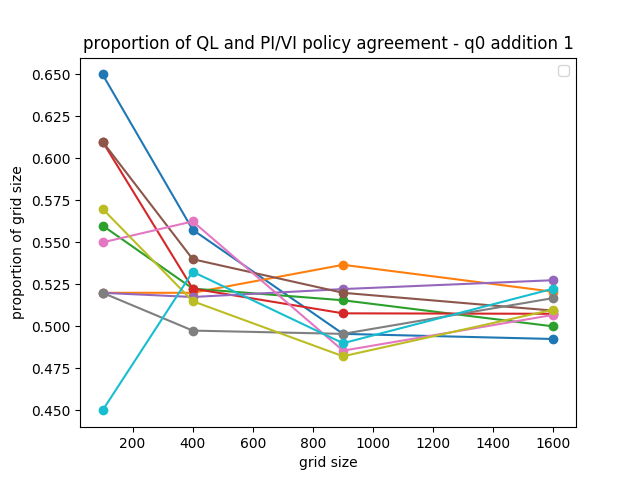 proportion of QL and PI/VI policy agreement - q0 addition 1
0.650
0.625
0.600
0.575
0.550
0.525
0.500
0.475
0.450
proportion of grid size
200 400 600 800 1000 1200 1400 1600
grid size